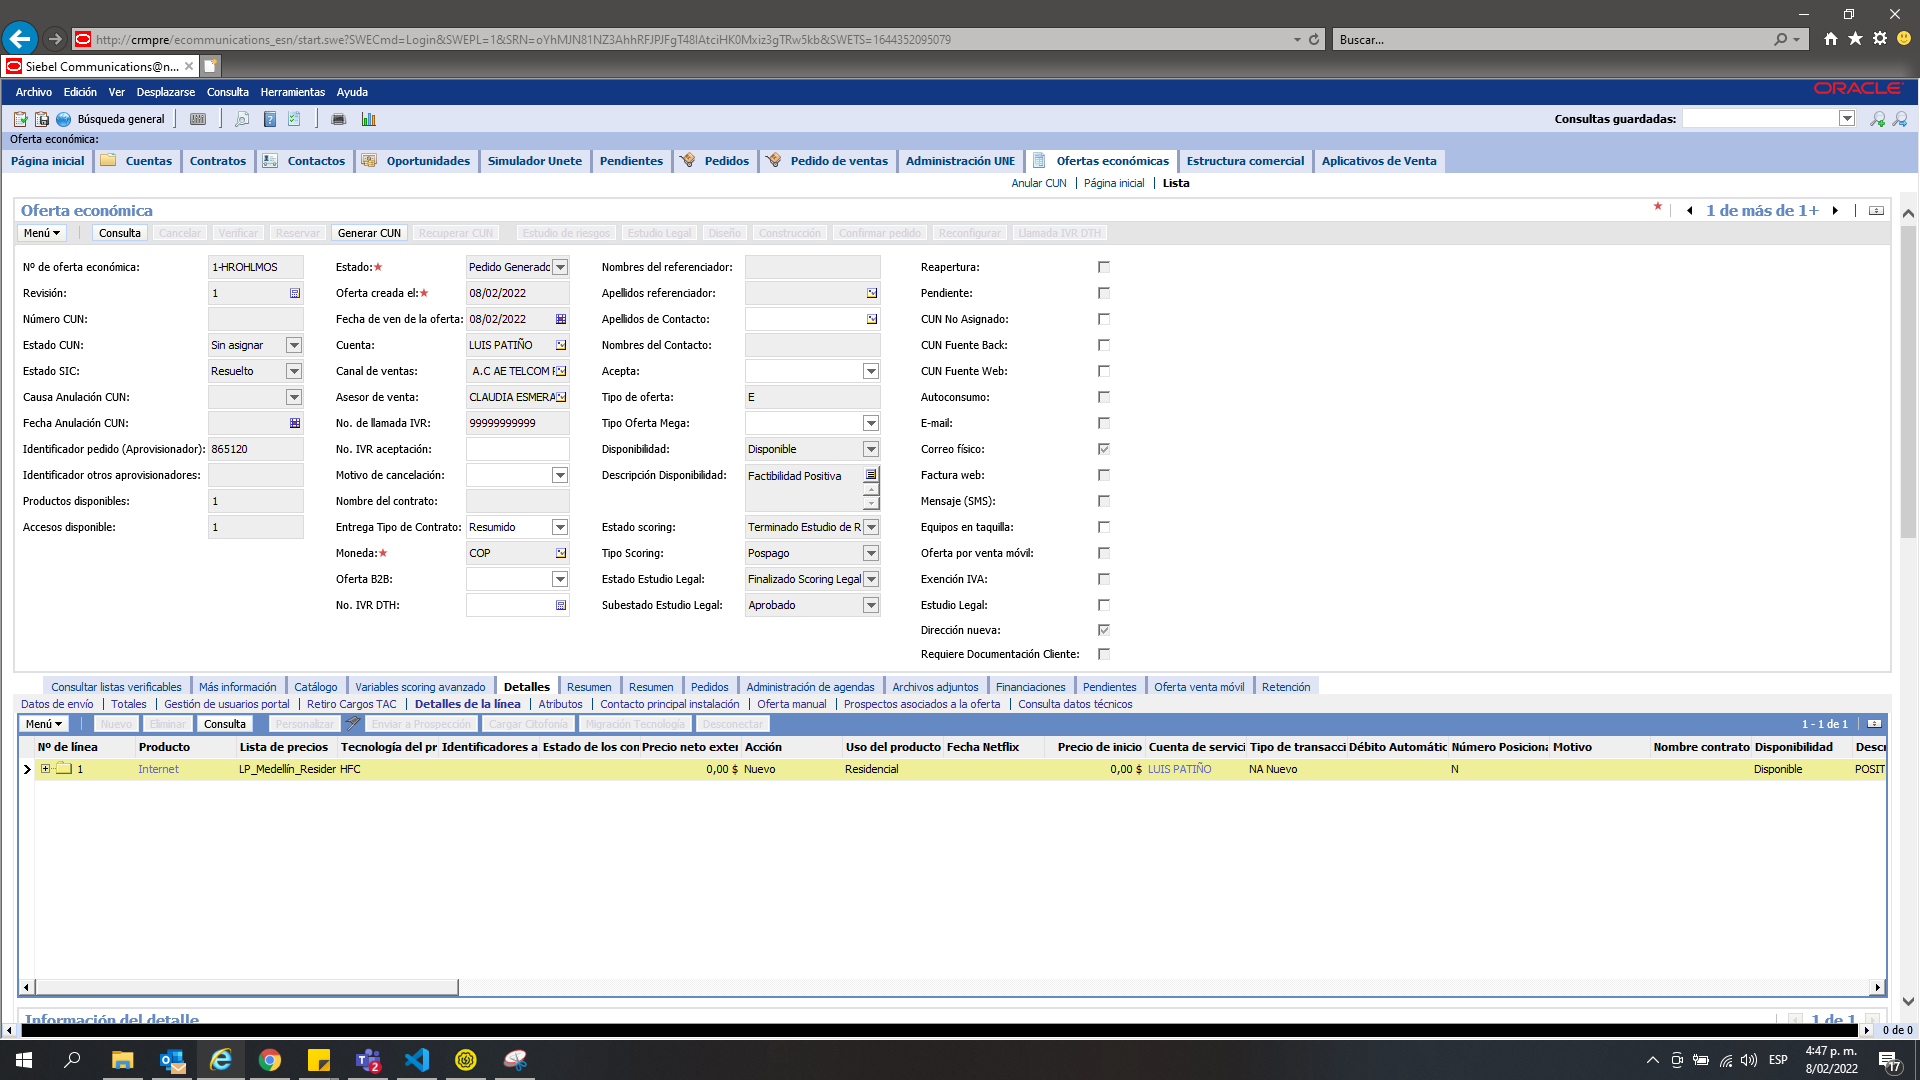 http://crmpre/ecommunications_esn/start.swe?SWECmd=Login&SWEPL=1&SRN=oYhMJN81NZ3AhhRFJPJFgT48IAtciHK0Mxiz3gTRw5kb&SWETS=1644352095079
Buscar...
Siebel Communications@n...
Archivo Edición Ver Desplazarse Consulta Herramientas Ayuda
ORACLE
Búsqueda general
Consultas guardadas:
Oferta económica:
Página inicial Cuentas Contratos Contactos Oportunidades Simulador Unete Pendientes Pedidos Pedido de ventas Administración UNE Ofertas económicas Estructura comercial Aplicativos de Venta
Anular CUN Página inicial Lista
Oferta económica
1 de más de 1+
Menú Consulta Cancelar Verificar Reservar Generar CUN Recuperar CUN Estudio de riesgos Estudio Legal Diseño Construcción Confirmar pedido Reconfigurar Llamada IVR DTH
Nº de oferta económica: 1-HROHLMOS Estado:★ Pedido Generado Nombres del referenciador: Reapertura:
Revisión: 1 Oferta creada el:★ 08/02/2022 Apellidos referenciador: Pendiente:
Número CUN: Fecha de ven de la oferta: 08/02/2022 Apellidos de Contacto: CUN No Asignado:
Estado CUN: Sin asignar Cuenta: LUIS PATIÑO Nombres del Contacto: CUN Fuente Back:
Estado SIC: Resuelto Canal de ventas: A.C AE TELCOM Acepta: CUN Fuente Web:
Causa Anulación CUN: Asesor de venta: CLAUDIA ESMERA Tipo de oferta: E Autoconsumo:
Fecha Anulación CUN: No. de llamada IVR: 99999999999 Tipo Oferta Mega: E-mail:
Identificador pedido (Aprovisionador): 865120 No. IVR aceptación: Disponibilidad: Disponible Correo físico:
Identificador otros aprovisionadores: Motivo de cancelación: Descripción Disponibilidad: Factibilidad Positiva Factura web:
Productos disponibles: 1 Nombre del contrato: Mensaje (SMS):
Accesos disponible: 1 Entrega Tipo de Contrato: Resumido Estado scoring: Terminado Estudio de R Equipos en taquilla:
Moneda:★ COP Tipo Scoring: Pospago Oferta por venta móvil:
Oferta B2B: Estado Estudio Legal: Finalizado Scoring Legal Exención IVA:
No. IVR DTH: Subestado Estudio Legal: Aprobado Estudio Legal:
Dirección nueva:
Requiere Documentación Cliente:
Consultar listas verificables Más información Catálogo Variables scoring avanzado Detalles Resumen Resumen Pedidos Administración de agendas Archivos adjuntos Financiaciones Pendientes Oferta venta móvil Retención
Datos de envío Totales Gestión de usuarios portal Retiro Cargos TAC Detalles de la línea Atributos Contacto principal instalación Oferta manual Prospectos asociados a la oferta Consulta datos técnicos
Menú Nuevo Eliminar Consulta Personalizar Enviar a Prospección Cargar Citofonía Migración Tecnología Desconectar 1 - 1 de 1
Nº de línea Producto Lista de precios Tecnología del pr Identificadores a Estado de los con Precio neto exter Acción Uso del producto Fecha Netflix Precio de inicio Cuenta de servici Tipo de transacci Débito Automátic Número Posiciona Motivo Nombre contrato Disponibilidad Descri
1 Internet LP_Medellín_Resider HFC 0,00 $ Nuevo Residencial 0,00 $ LUIS PATIÑO NA Nuevo N Disponible POSIT
Información del detalle
1 de 1
0 de 0
2
ESP
4:47 p. m.
8/02/2022
17